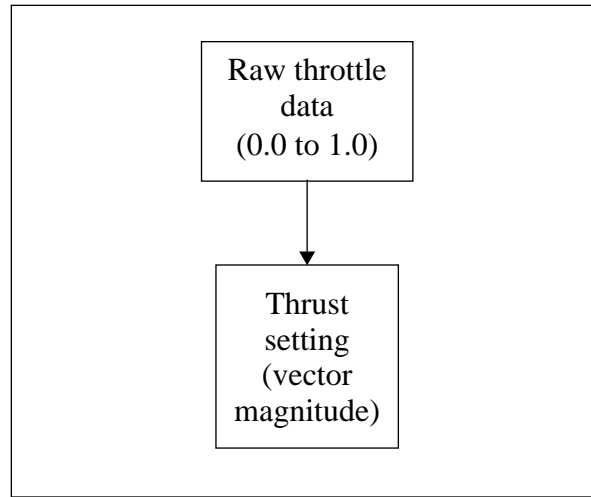 Raw throttle
data
(0.0 to 1.0)
Thrust
setting
(vector
magnitude)